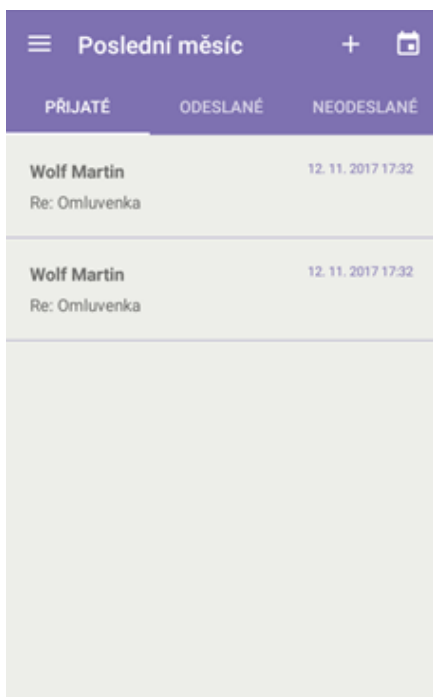 Poslední měsíc
PŘIJATÉ ODESLANÉ NEODESLANÉ
Wolf Martin 12. 11. 2017 17:32
Re: Omluvenka
Wolf Martin 12. 11. 2017 17:32
Re: Omluvenka